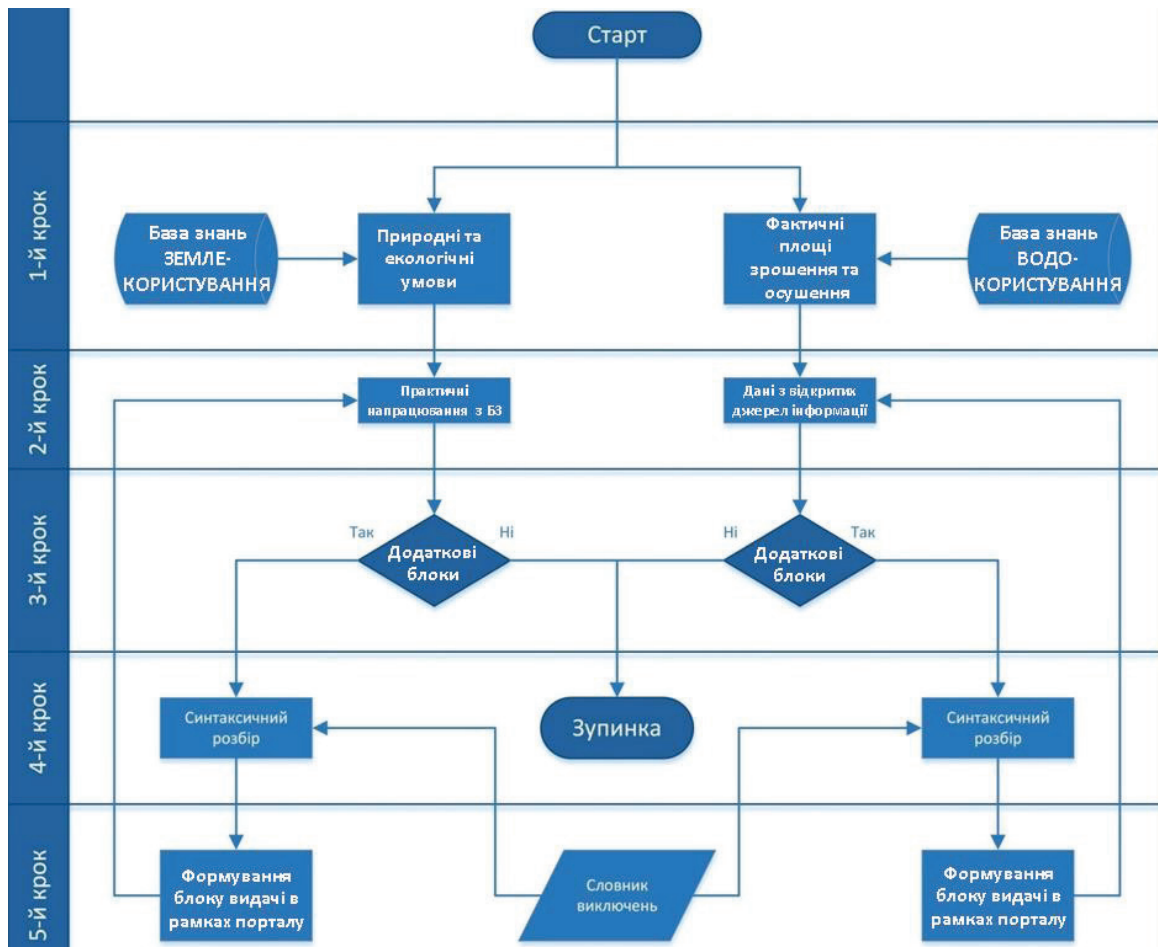 Старт
1-й крок
База знань
ЗЕМЛЕ-
КОРИСТУВАННЯ
Природні та
екологічні
умови
Фактичні
площі
зрошення та
осушення
База знань
ВОДО-
КОРИСТУВАННЯ
2-й крок
Практичні
напрацювання з БЗ
Дані з відкритих
джерел інформації
3-й крок
Так
Ні
Додаткові
блоки
Ні
Так
Додаткові
блоки
4-й крок
Синтаксичний
розбір
Зупинка
Синтаксичний
розбір
5-й крок
Формування
блоку видачі в
рамках порталу
Словник
виключень
Формування
блоку видачі в
рамках порталу